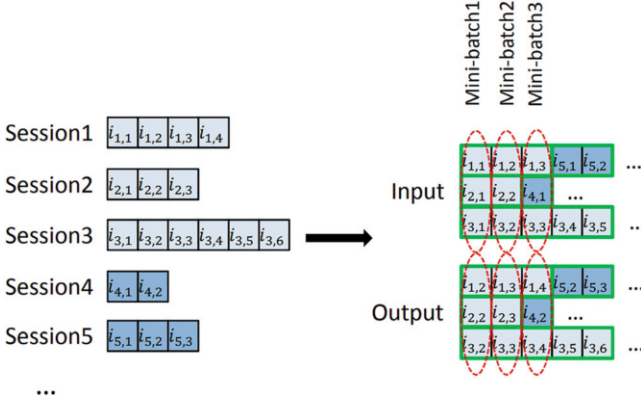 Mini-batch1
Mini-batch2
Mini-batch3
Session1 i1,1 i1,2 i1,3 i1,4
Session2 i2,1 i2,2 i2,3
Session3 i3,1 i3,2 i3,3 i3,4 i3,5 i3,6
Session4 i4,1 i4,2
Session5 i5,1 i5,2 i5,3
...
Input
i1,1 i1,2 i1,3 i5,1 i5,2 ...
i2,1 i2,2 i4,1 ...
i3,1 i3,2 i3,3 i3,4 i3,5 ...
Output
i1,2 i1,3 i1,4 i5,2 i5,3 ...
i2,2 i2,3 i4,2 ...
i3,2 i3,3 i3,4 i3,5 i3,6 ...